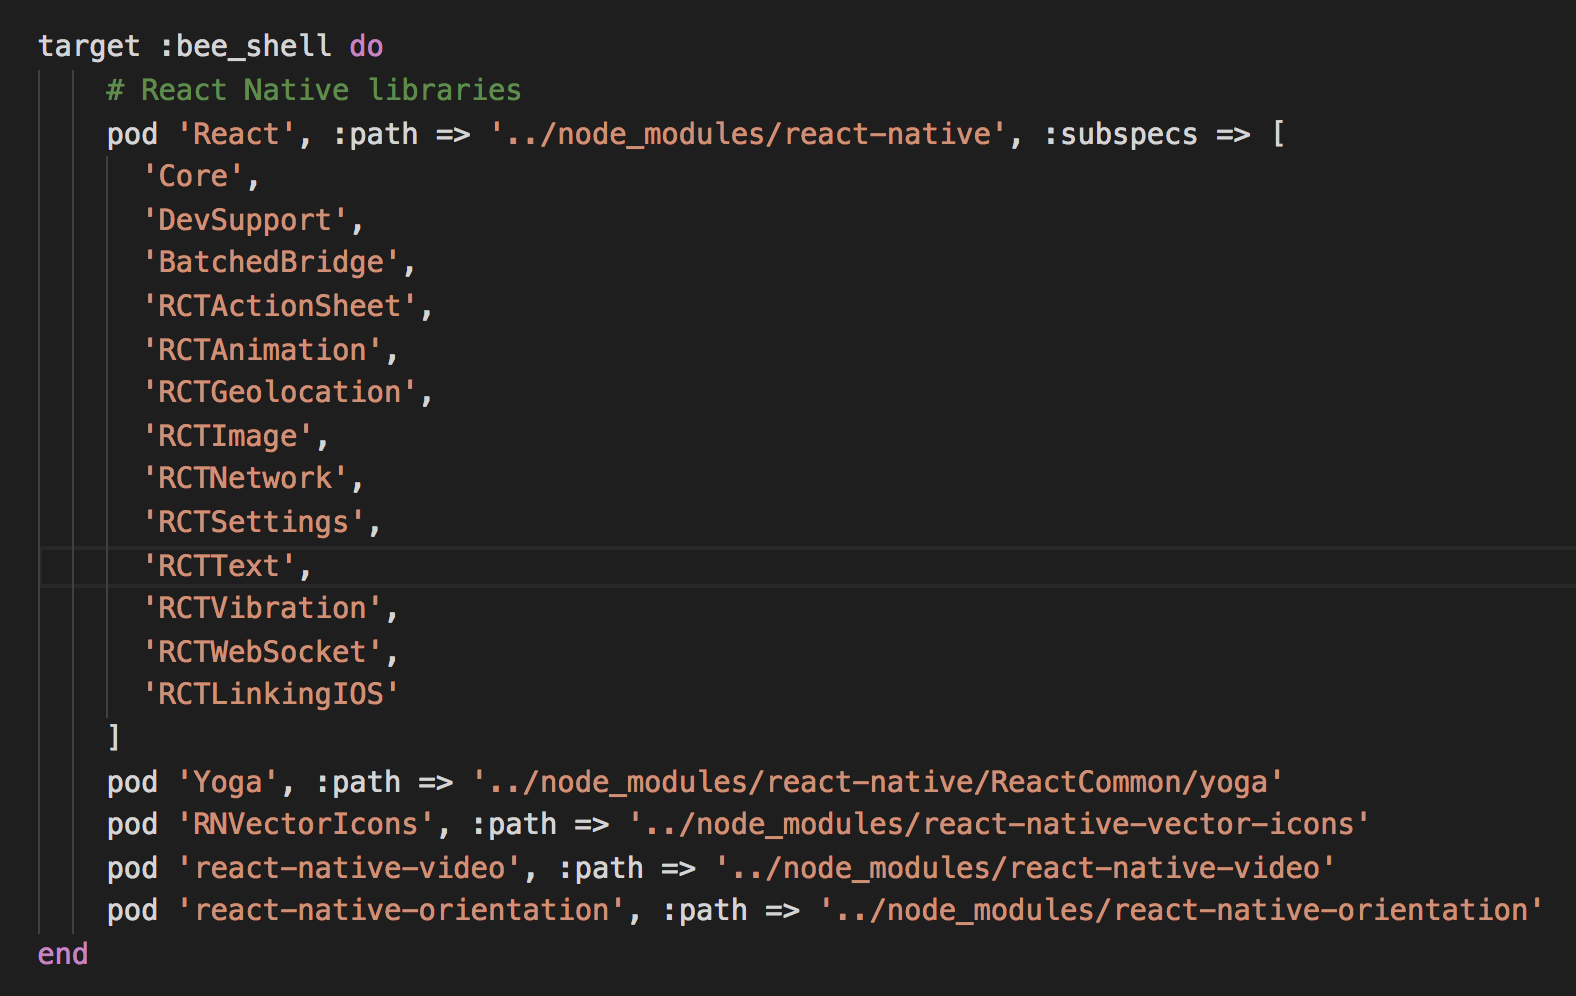 target :bee_shell do
# React Native libraries
pod 'React', :path => '../node_modules/react-native', :subspecs => [
'Core',
'DevSupport',
'BatchedBridge',
'RCTActionSheet',
'RCTAnimation',
'RCTGeolocation',
'RCTImage',
'RCTNetwork',
'RCTSettings',
'RCTText',
'RCTVibration',
'RCTWebSocket',
'RCTLinkingIOS'
]
pod 'Yoga', :path => '../node_modules/react-native/ReactCommon/yoga'
pod 'RNVectorIcons', :path => '../node_modules/react-native-vector-icons'
pod 'react-native-video', :path => '../node_modules/react-native-video'
pod 'react-native-orientation', :path => '../node_modules/react-native-orientation'
end